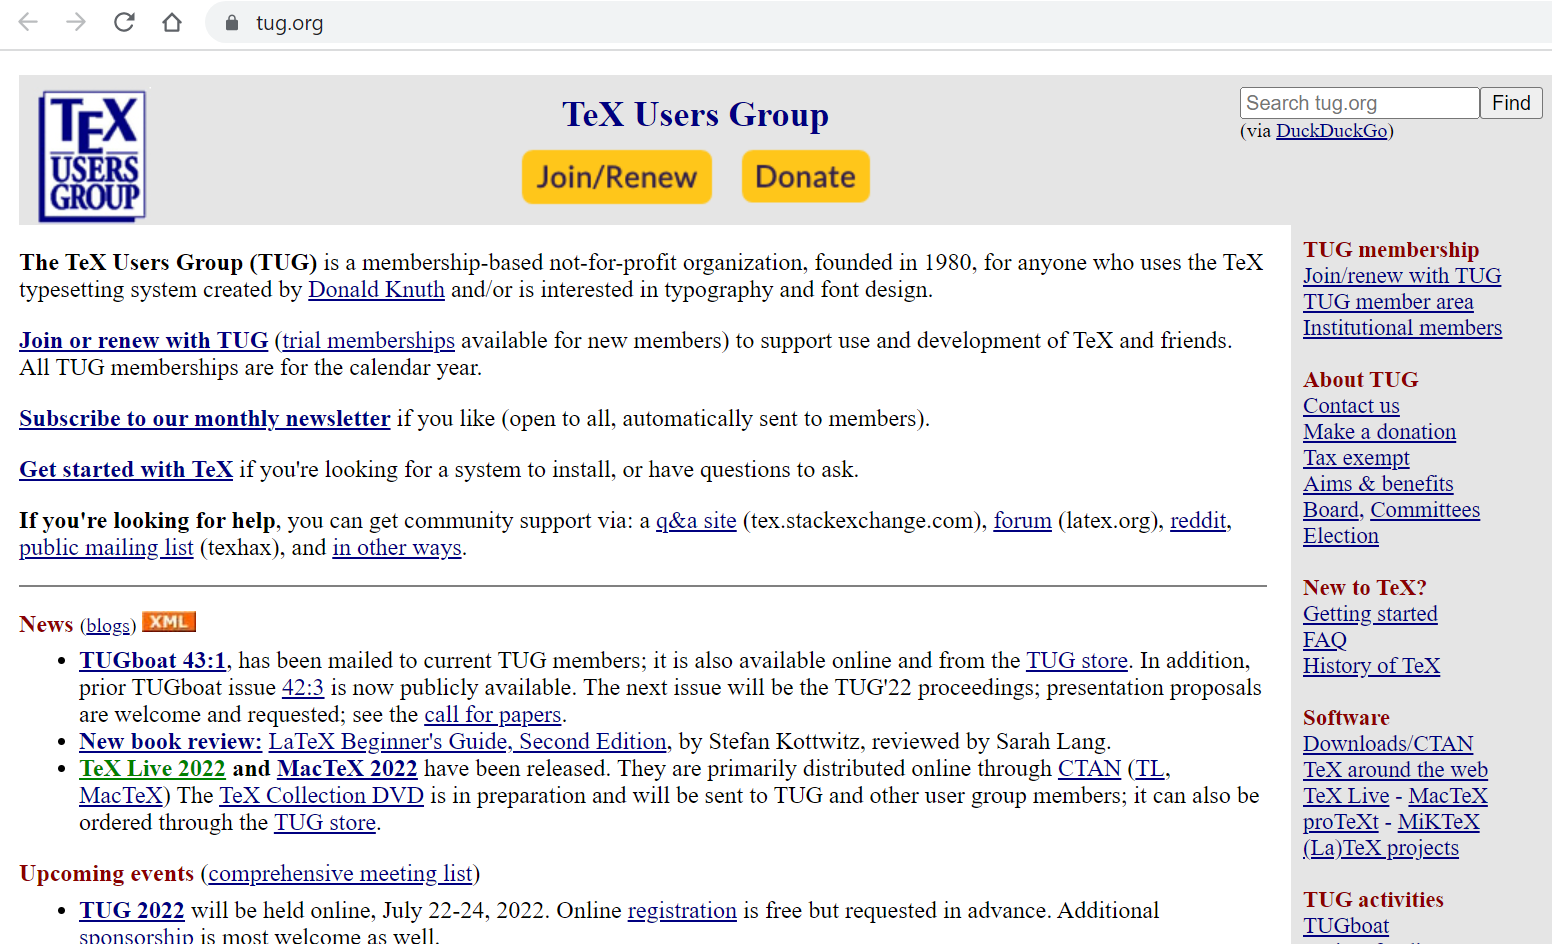 tug.org
TEX
USERS
GROUP
TeX Users Group
Join/Renew Donate
Search tug.org Find
(via DuckDuckGo)
The TeX Users Group (TUG) is a membership-based not-for-profit organization, founded in 1980, for anyone who uses the TeX
typesetting system created by Donald Knuth and/or is interested in typography and font design.
Join or renew with TUG (trial memberships available for new members) to support use and development of TeX and friends.
All TUG memberships are for the calendar year.
Subscribe to our monthly newsletter if you like (open to all, automatically sent to members).
Get started with TeX if you're looking for a system to install, or have questions to ask.
If you're looking for help, you can get community support via: a q&a site (tex.stackexchange.com), forum (latex.org), reddit,
public mailing list (texhax), and in other ways.
News (blogs) XML
• TUGboat 43:1, has been mailed to current TUG members; it is also available online and from the TUG store. In addition,
prior TUGboat issue 42:3 is now publicly available. The next issue will be the TUG'22 proceedings; presentation proposals
are welcome and requested; see the call for papers.
• New book review: LaTeX Beginner's Guide, Second Edition, by Stefan Kottwitz, reviewed by Sarah Lang.
• TeX Live 2022 and MacTeX 2022 have been released. They are primarily distributed online through CTAN (TL,
MacTeX) The TeX Collection DVD is in preparation and will be sent to TUG and other user group members; it can also be
ordered through the TUG store.
Upcoming events (comprehensive meeting list)
• TUG 2022 will be held online, July 22-24, 2022. Online registration is free but requested in advance. Additional
sponsorship is most welcome as well.
TUG membership
Join/renew with TUG
TUG member area
Institutional members
About TUG
Contact us
Make a donation
Tax exempt
Aims & benefits
Board, Committees
Election
New to TeX?
Getting started
FAQ
History of TeX
Software
Downloads/CTAN
TeX around the web
TeX Live - MacTeX
proTeXt - MiKTeX
(La)TeX projects
TUG activities
TUGboat